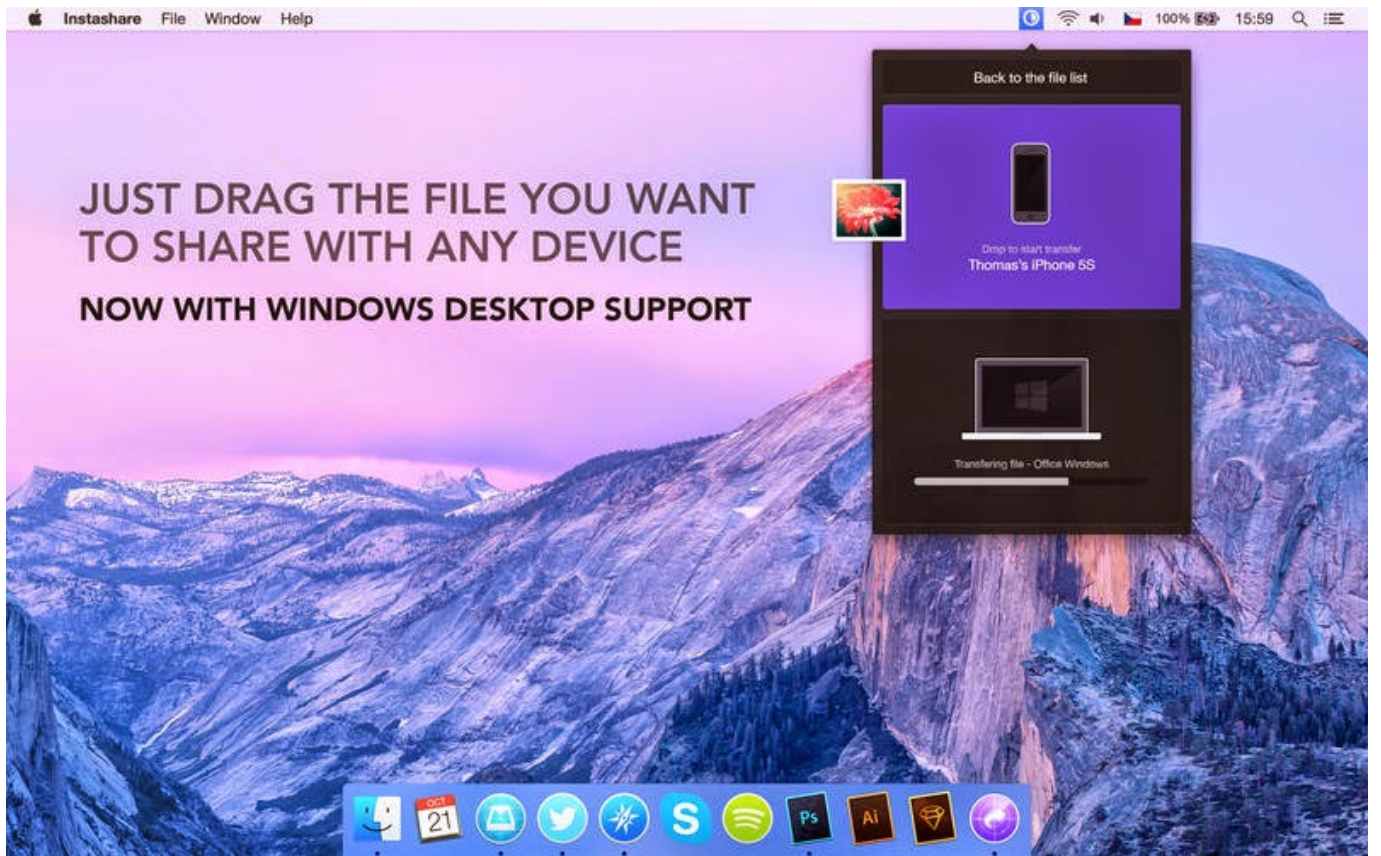 Instashare File Window Help 100% 15:59
Back to the file list
JUST DRAG THE FILE YOU WANT
TO SHARE WITH ANY DEVICE
NOW WITH WINDOWS DESKTOP SUPPORT
Drop to start transfer
Thomas's iPhone 5S
Transfering file - Office Windows
OCT
21
S
Ps
Ai